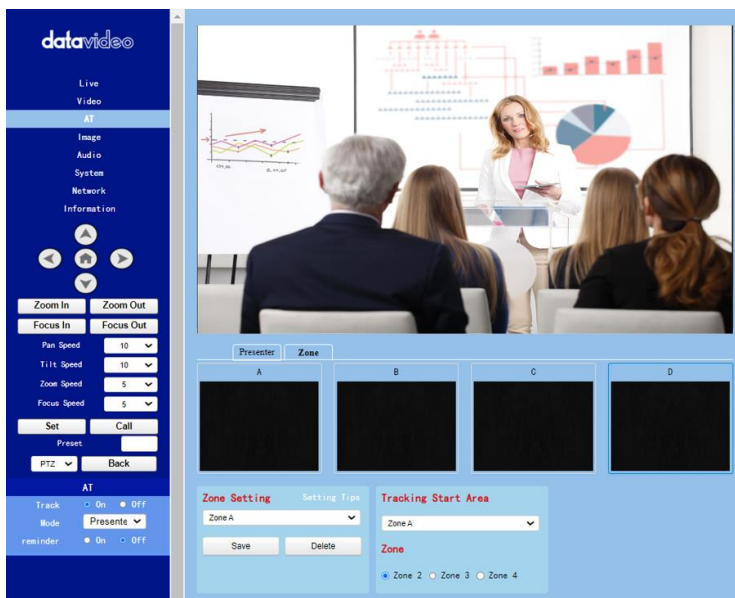 datavideo
Live
Video
AT
Image
Audio
System
Network
Information
Zoom In Zoom Out
Focus In Focus Out
Pan Speed 10
Tilt Speed 10
Zoom Speed 5
Focus Speed 5
Set Call
Preset
PTZ Back
AT
Track On Off
Mode Presente
reminder On Off
Presenter Zone
A B C D
Zone Setting Setting Tips
Zone A
Save Delete
Tracking Start Area
Zone A
Zone
Zone 2 Zone 3 Zone 4